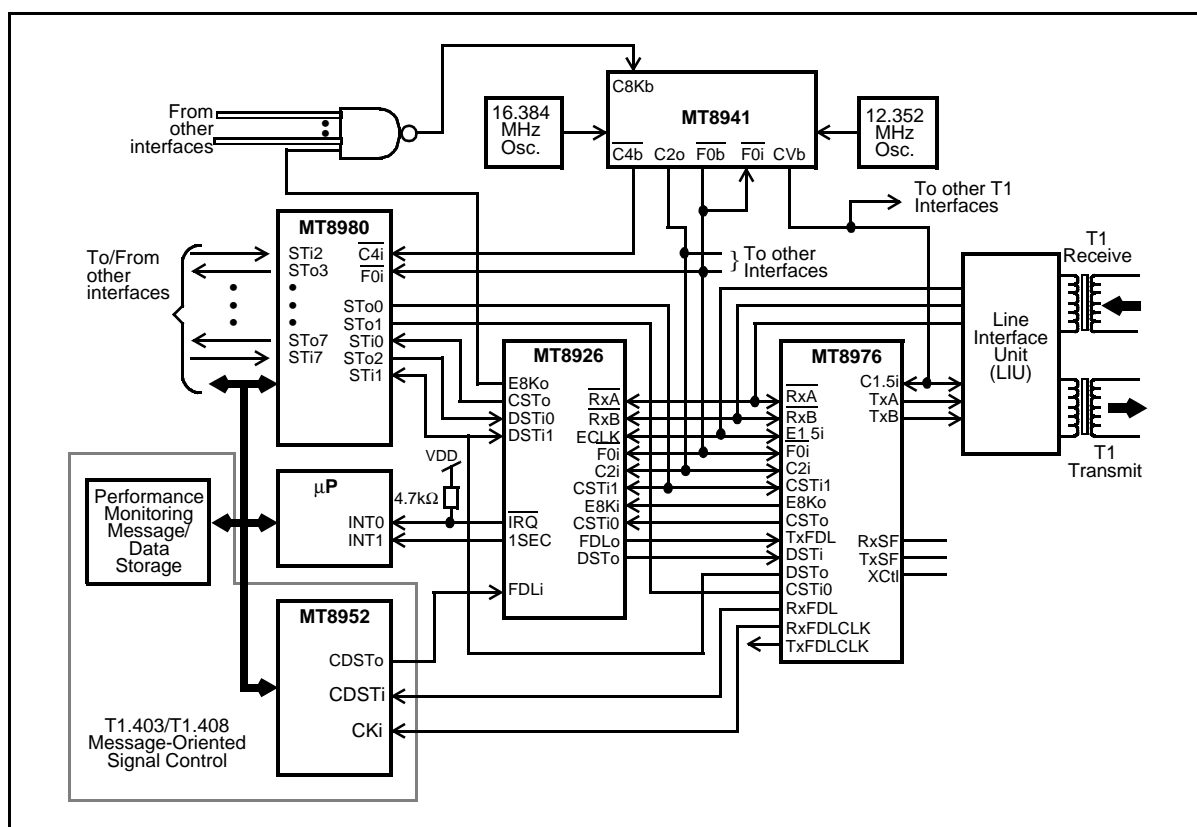 From
other
interfaces
C8Kb
MT8941
C4b C2o F0b F0i CVb
16.384
MHz
Osc.
12.352
MHz
Osc.
To other T1
Interfaces
MT8980
To/From
other
interfaces
STi2
STo3
STo7
STi7
C4i
F0i
STo0
STo1
STi0
STo2
STi1
} To other
Interfaces
T1
Receive
Line
Interface
Unit
(LIU)
T1
Transmit
MT8926
E8Ko
CSTo
DSTi0
DSTi1
IRQ
1SEC
FDLi
RxA
RxB
ECLK
F0i
C2i
CSTi1
E8Ki
CSTi0
FDLo
DSTo
MT8976
RxA
RxB
E1.5i
F0i
C2i
CSTi1
E8Ko
CSTo
TxFDL
DSTi
DSTo
CSTi0
RxFDL
RxFDLCLK
TxFDLCLK
C1.5i
TxA
TxB
RxSF
TxSF
XCtl
VDD
4.7kΩ
μP
INT0
INT1
Performance
Monitoring
Message/
Data
Storage
MT8952
CDSTo
CDSTi
CKi
T1.403/T1.408
Message-Oriented
Signal Control